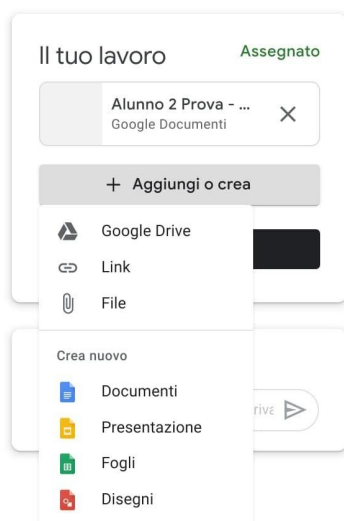 Il tuo lavoro
Assegnato
Alunno 2 Prova - ...
Google Documenti
+ Aggiungi o crea
Google Drive
Link
File
Crea nuovo
Documenti
Presentazione
Fogli
Disegni